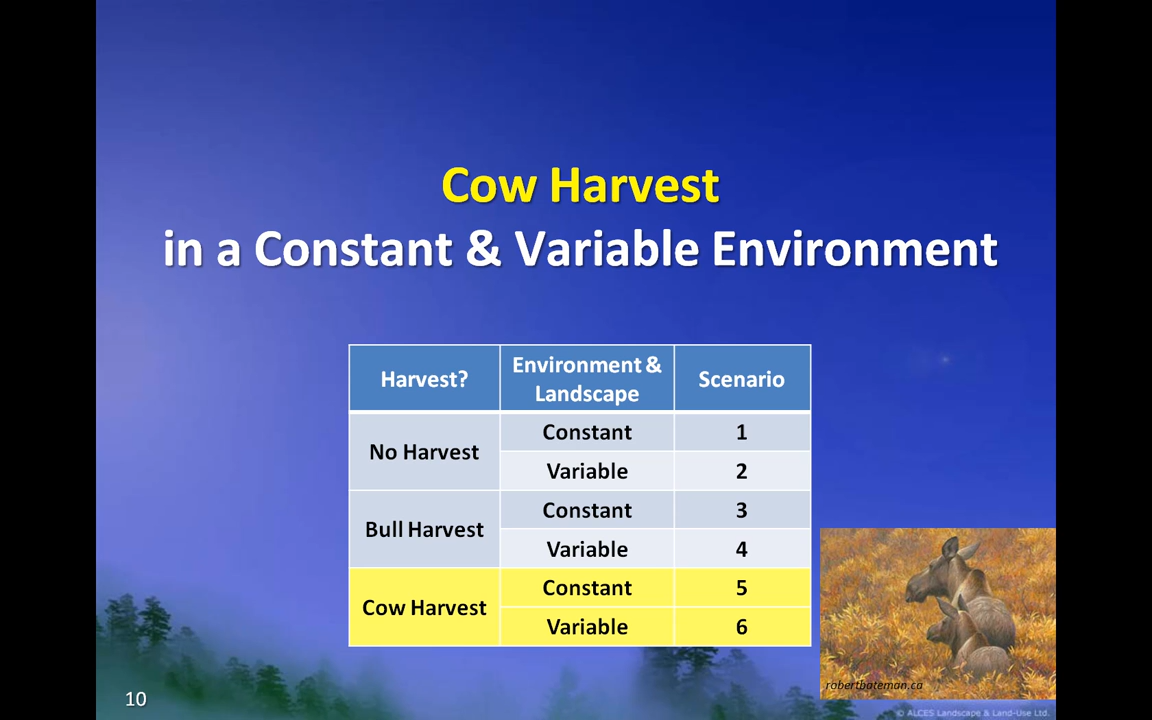 Cow Harvest
in a Constant & Variable Environment
Harvest?
Environment &
Landscape
Scenario
No Harvest
Constant
1
Variable
2
Bull Harvest
Constant
3
Variable
4
Cow Harvest
Constant
5
Variable
6
robertbateman.ca
10
© ALCES Landscape & Land-Use Ltd.